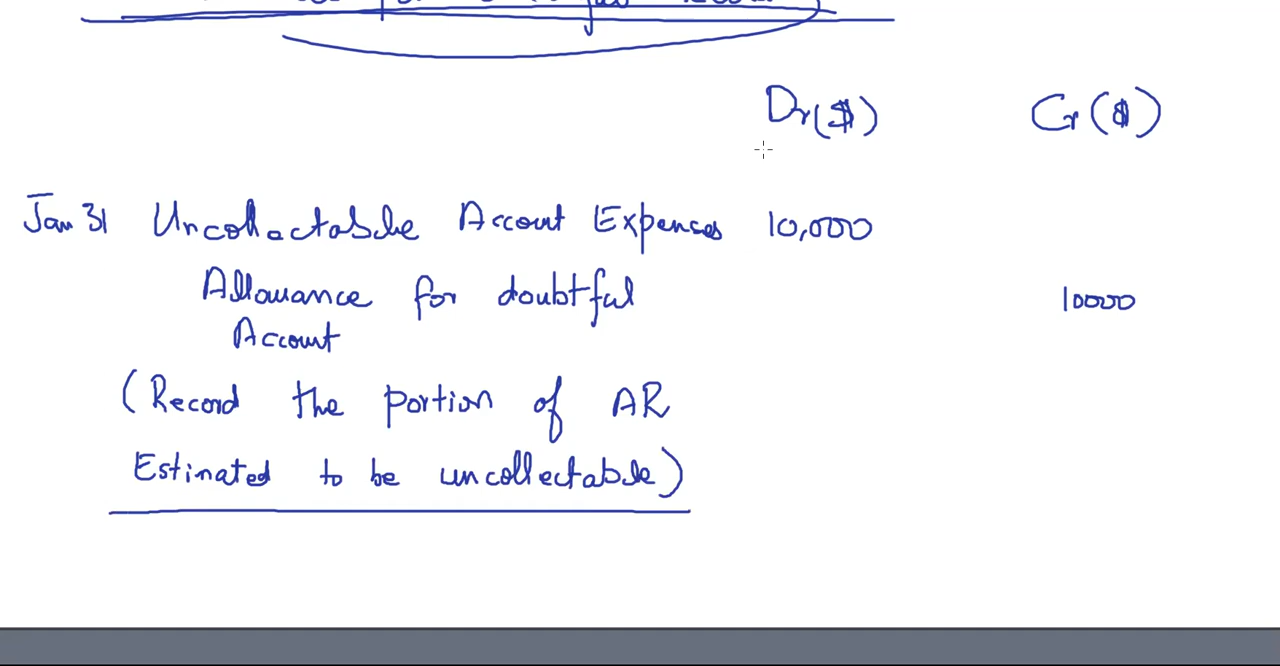 Dr($) Cr($)
Jan 31 Uncollectable Account Expenses 10,000
Allowance for doubtful 10000
Account
(Record the portion of AR
Estimated to be uncollectable)